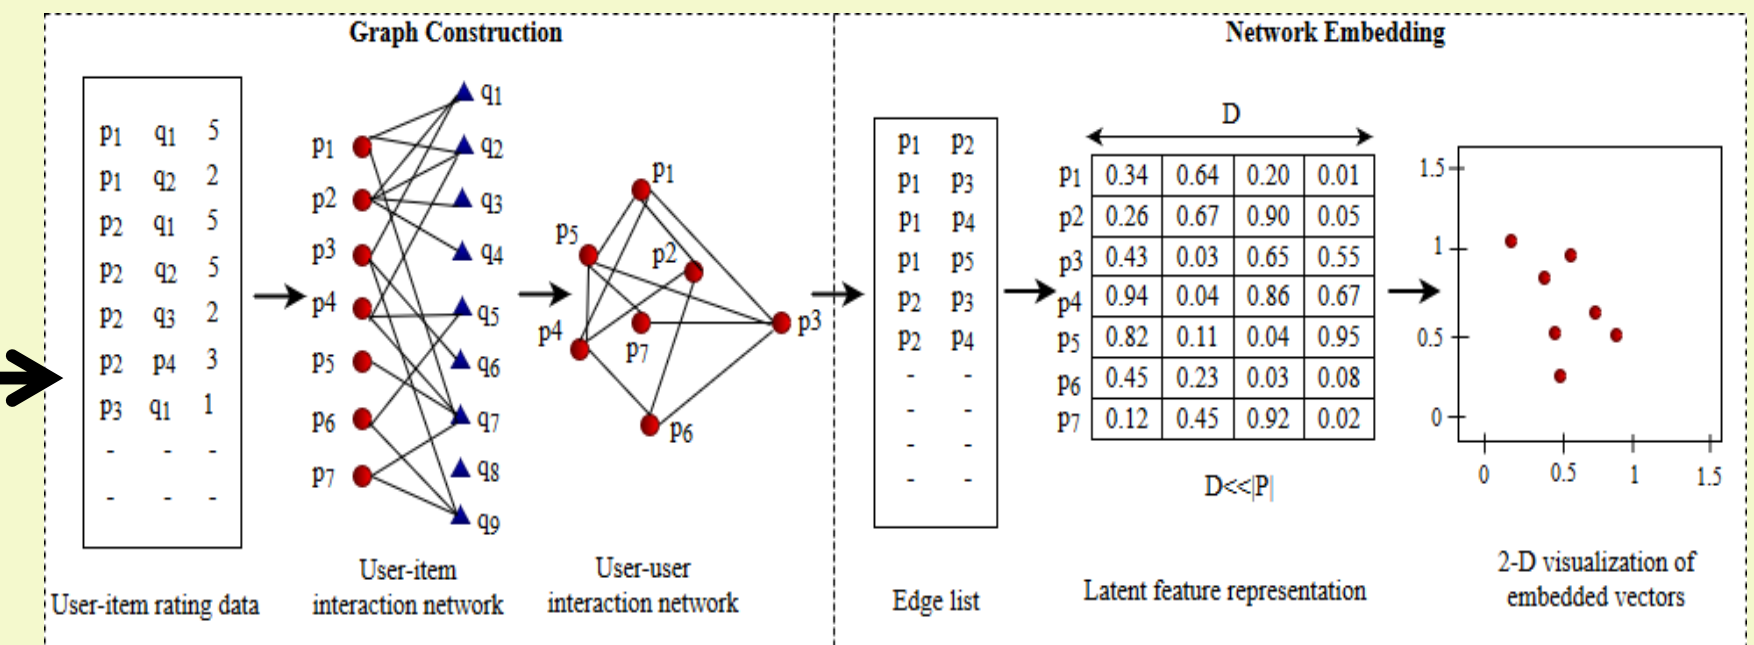 Graph Construction
p1 q1 5
p1 q2 2
p2 q1 5
p2 q2 5
p2 q3 2
p2 p4 3
p3 q1 1
- - -
- - -
User-item rating data
p1
p2
p3
p4
p5
p6
p7
q1
q2
q3
q4
q5
q6
q7
q8
q9
User-item
interaction network
p1
p5
p2
p3
p4
p7
p6
User-user
interaction network
Network Embedding
p1 p2
p1 p3
p1 p4
p1 p5
p2 p3
p2 p4
- -
- -
- -
- -
Edge list
D
p1 0.34 0.64 0.20 0.01
p2 0.26 0.67 0.90 0.05
p3 0.43 0.03 0.65 0.55
p4 0.94 0.04 0.86 0.67
p5 0.82 0.11 0.04 0.95
p6 0.45 0.23 0.03 0.08
p7 0.12 0.45 0.92 0.02
D<<|P|
Latent feature representation
1.5
1
0.5
0
0 0.5 1 1.5
2-D visualization of
embedded vectors